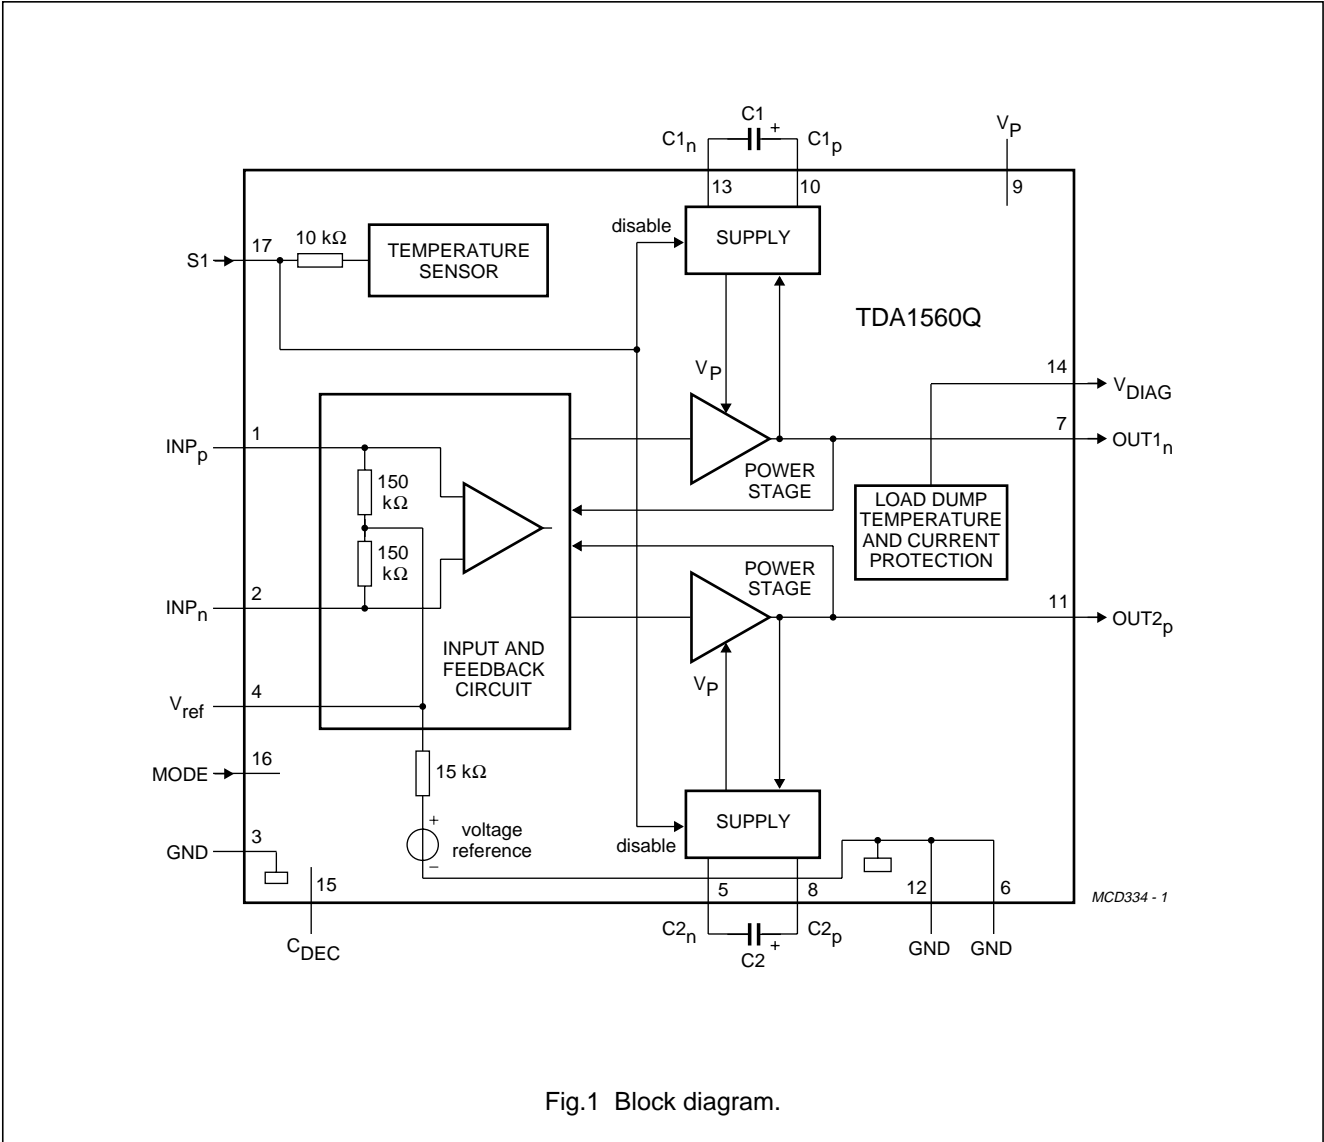 C1
+
C1n
C1p
VP
13
10
9
disable
SUPPLY
S1
17
10 kΩ
TEMPERATURE
SENSOR
TDA1560Q
VP
14
VDIAG
INPp
1
7
OUT1n
150
kΩ
POWER
STAGE
LOAD DUMP
TEMPERATURE
AND CURRENT
PROTECTION
150
kΩ
POWER
STAGE
INPn
2
11
OUT2p
INPUT AND
FEEDBACK
CIRCUIT
VP
Vref
4
MODE
16
15 kΩ
+
voltage
reference
−
SUPPLY
disable
GND
3
15
5
8
12
6
MCD334 - 1
CDEC
C2n
+
C2p
C2
GND
GND
Fig.1 Block diagram.